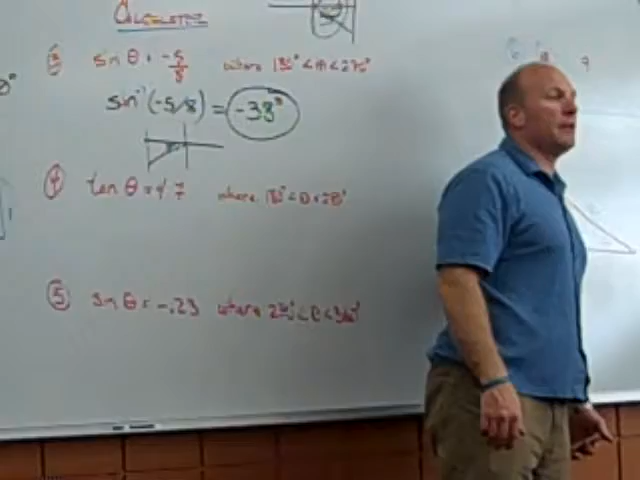 CALCULATOR
③ sin θ = -5/8 where 180° < θ < 270°
sin⁻¹(-5/8) = -38°
④ tan θ = 4.7 where 180° < θ < 270°
⑤ sin θ = -.23 where 270° < θ < 360°